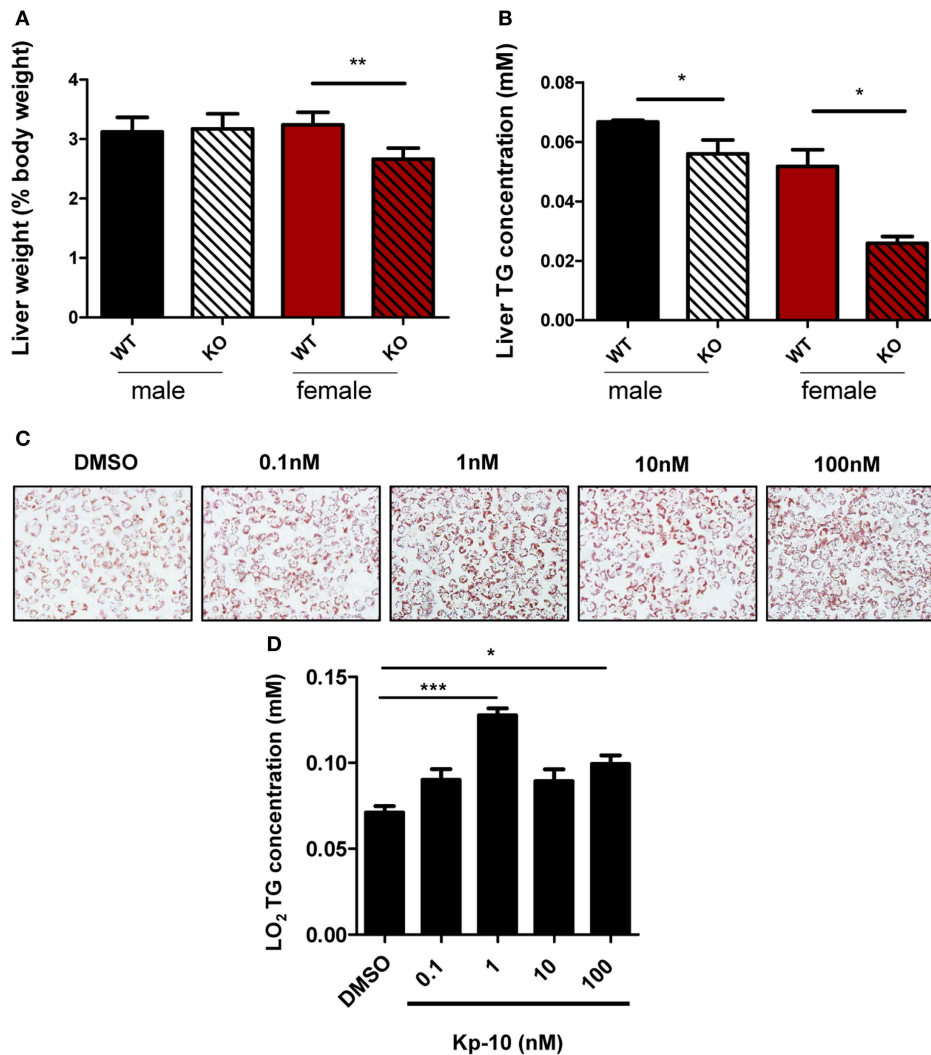 A
Liver weight (% body weight)
4
3
2
1
0
**
WT
KO
WT
KO
male
female
B
Liver TG concentration (mM)
0.08
0.06
0.04
0.02
0.00
*
*
WT
KO
WT
KO
male
female
C
DMSO 0.1nM 1nM 10nM 100nM
D
LO2 TG concentration (mM)
0.15
0.10
0.05
0.00
*
***
DMSO
0.1
1
10
100
Kp-10 (nM)